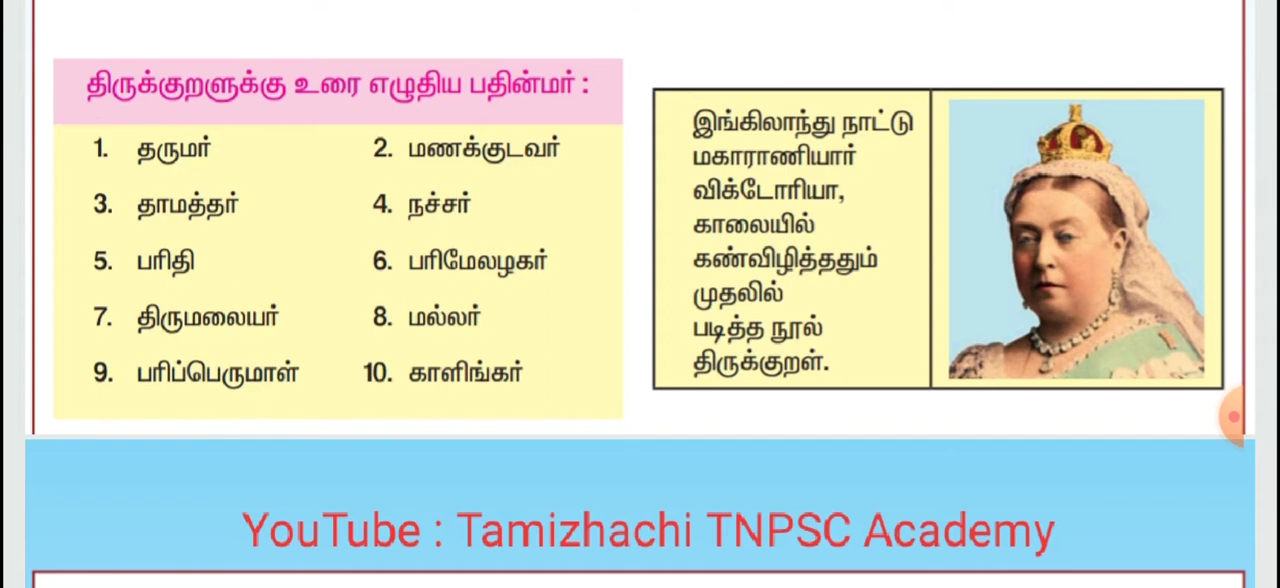 திருக்குறளுக்கு உரை எழுதிய பதின்மர் :
1. தருமர் 2. மணக்குடவர்
3. தாமத்தர் 4. நச்சர்
5. பரிதி 6. பரிமேலழகர்
7. திருமலையர் 8. மல்லர்
9. பரிப்பெருமாள் 10. காளிங்கர்
இங்கிலாந்து நாட்டு
மகாராணியார்
விக்டோரியா,
காலையில்
கண்விழித்ததும்
முதலில்
படித்த நூல்
திருக்குறள்.
YouTube : Tamizhachi TNPSC Academy